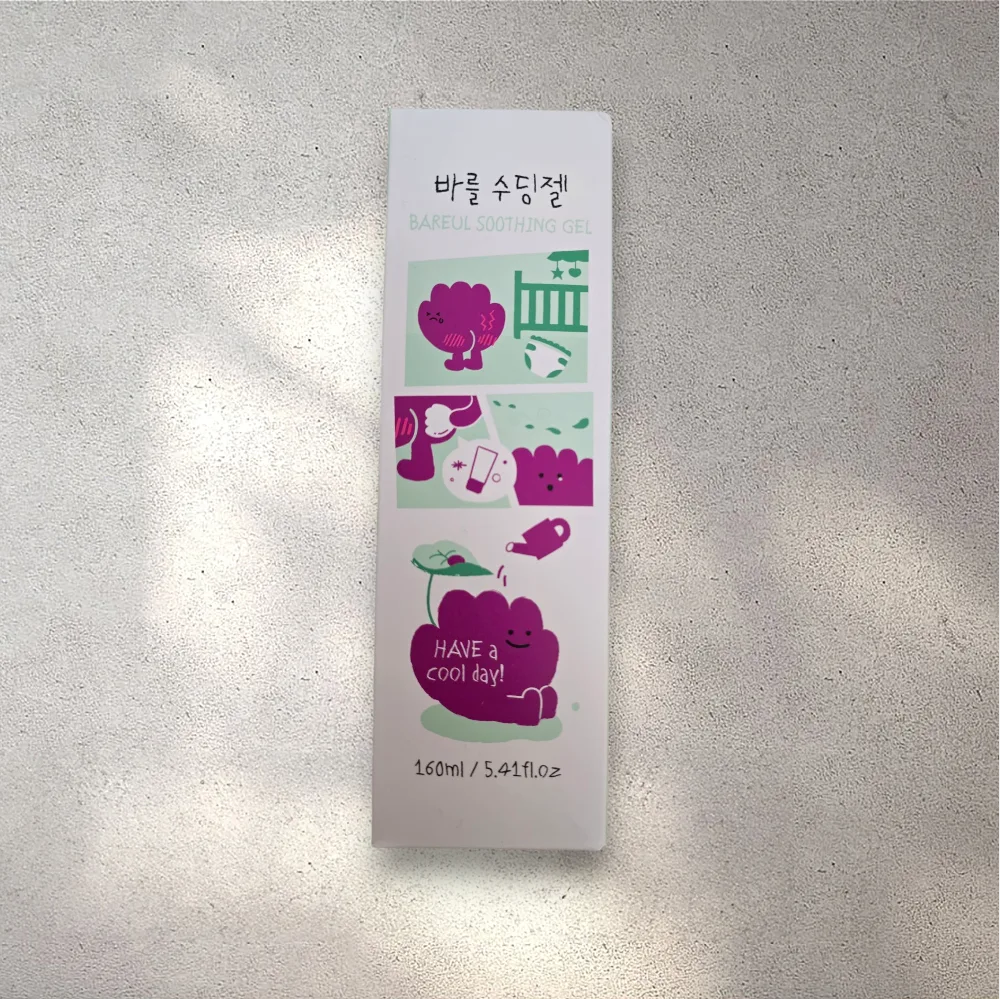 바를 수딩젤
BAREUL SOOTHING GEL
HAVE a
cool day!
160ml / 5.41fl.oz